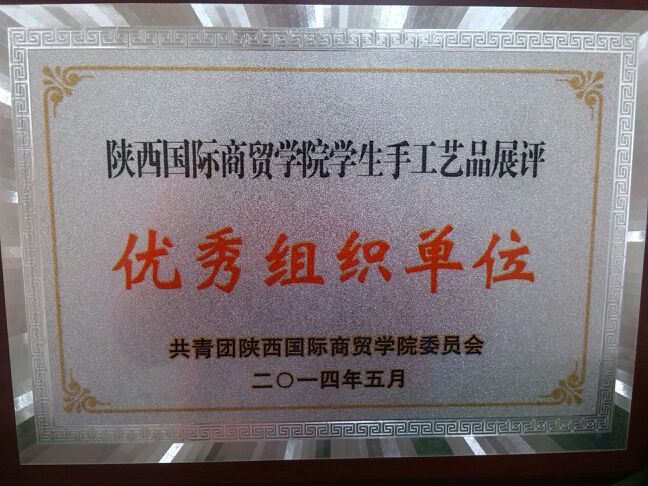 陕西国际商贸学院学生手工艺品展评
优秀组织单位
共青团陕西国际商贸学院委员会
二〇一四年五月